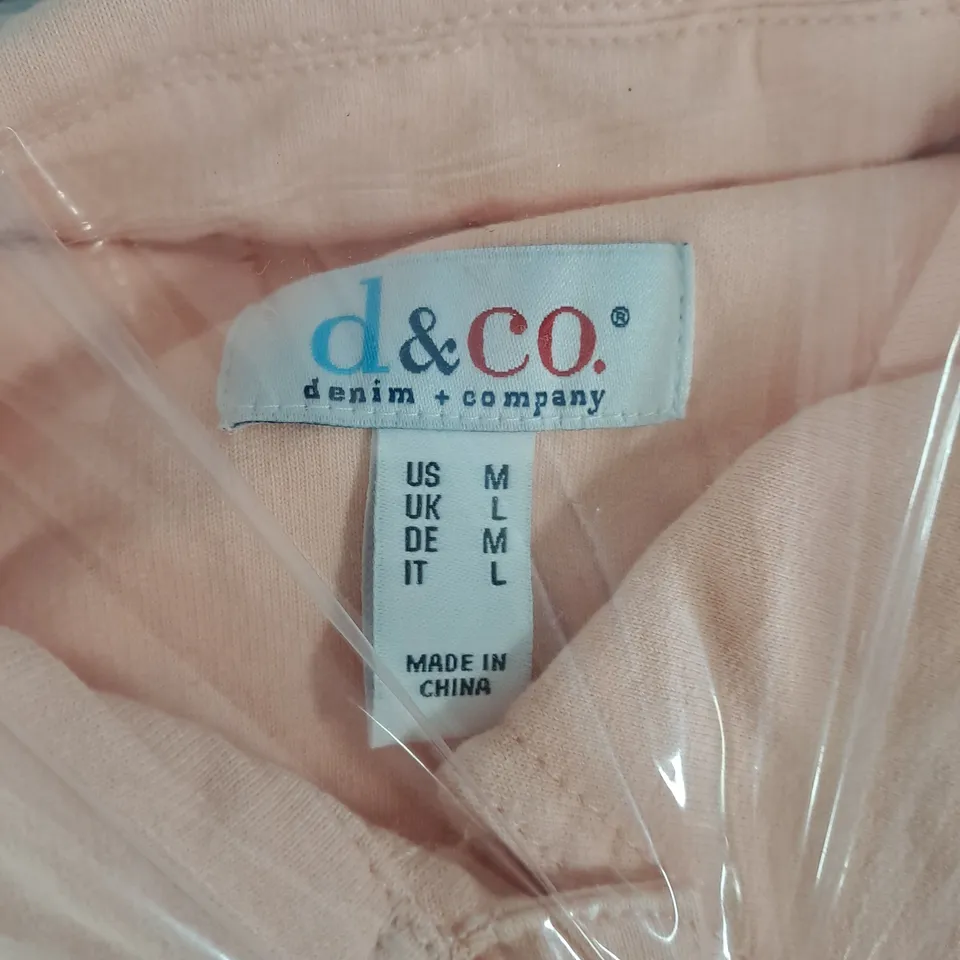 d&co.®
denim + company
US M
UK L
DE M
IT L
MADE IN
CHINA